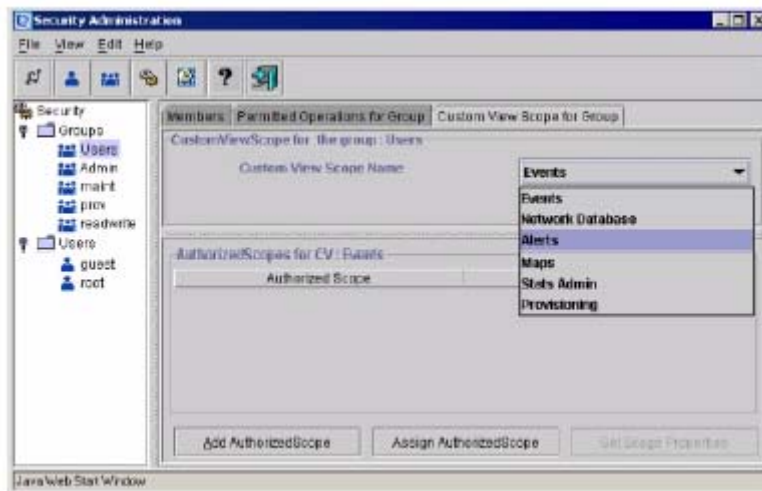 Security Administration
File View Edit Help
Security
Groups
Users
Admin
maint
prov
readwrite
Users
guest
root
Members Permitted Operations for Group Custom View Scope for Group
CustomViewScope for the group : Users
Custom View Scope Name
Events
Events
Network Database
Alerts
Maps
Stats Admin
Provisioning
AuthorizedScopes for CV : Events
Authorized Scope
Add AuthorizedScope Assign AuthorizedScope Get Scope Properties
Java Web Start Window